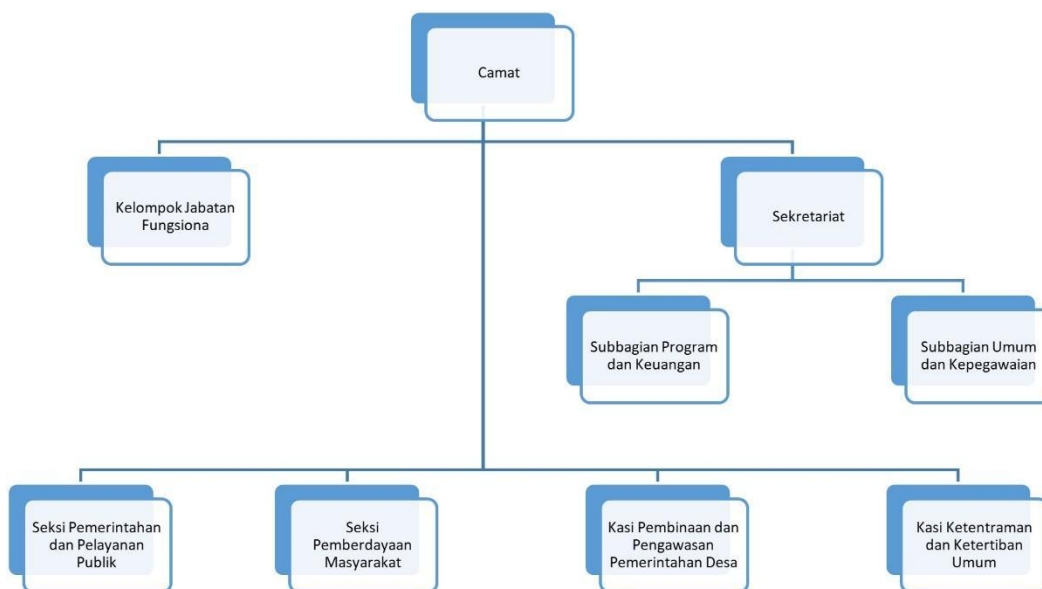 Camat
Kelompok Jabatan
Fungsiona
Sekretariat
Subbagian Program
dan Keuangan
Subbagian Umum
dan Kepegawaian
Seksi Pemerintahan
dan Pelayanan
Publik
Seksi
Pemberdayaan
Masyarakat
Kasi Pembinaan dan
Pengawasan
Pemerintahan Desa
Kasi Ketentraman
dan Ketertiban
Umum